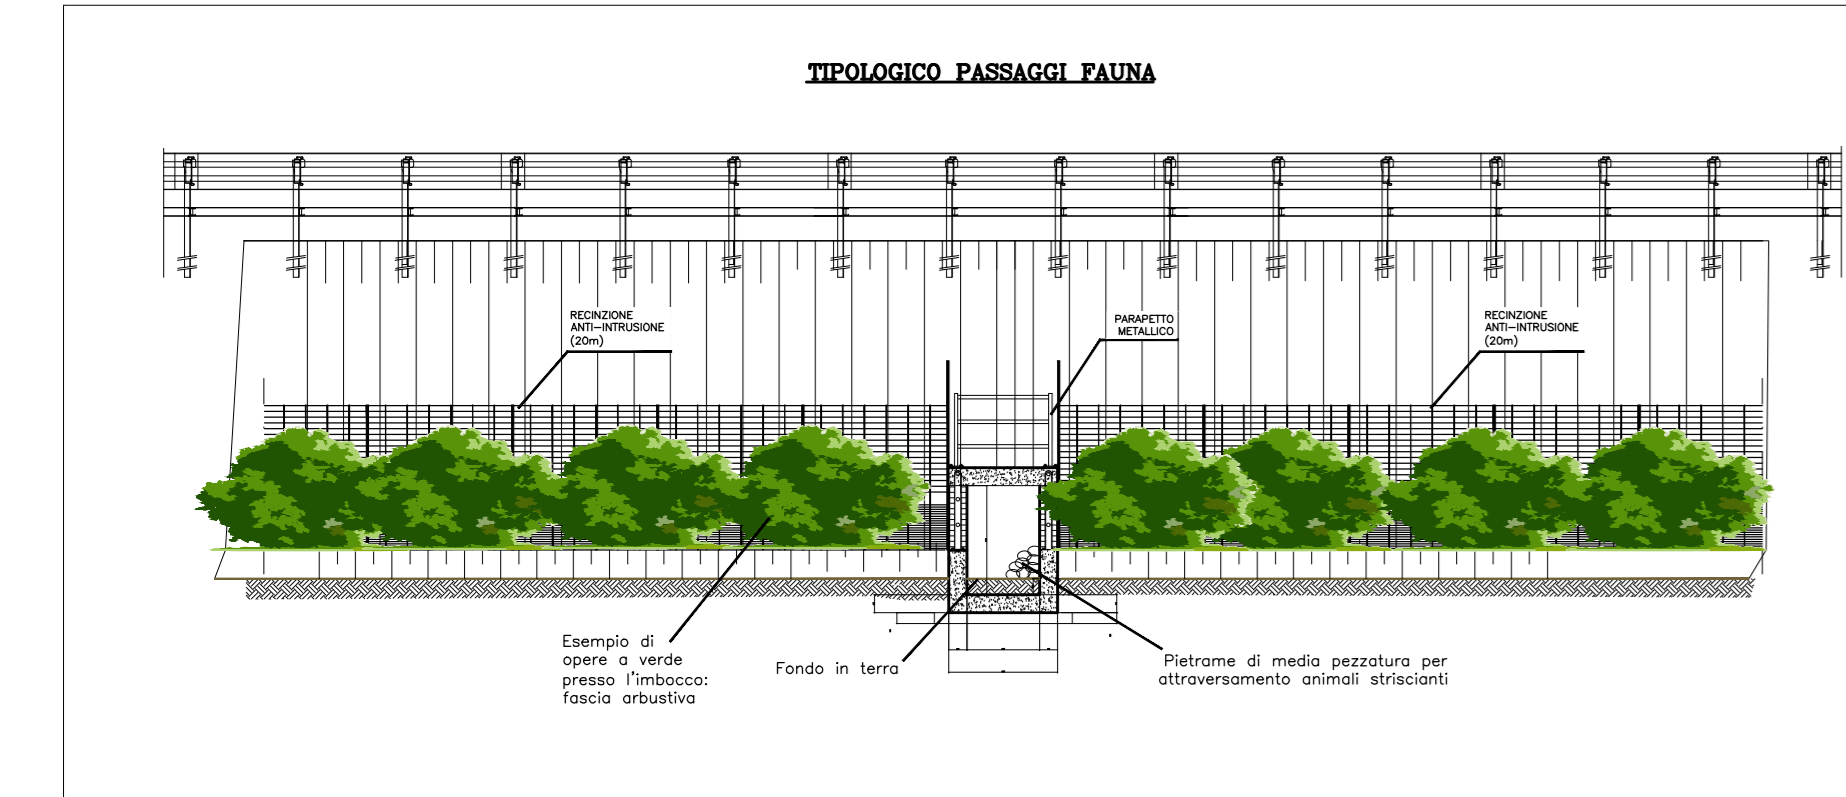 TIPOLOGICO PASSAGGI FAUNA
RECINZIONE
ANTI-INTRUSIONE
(20m)
PARAPETTO
METALLICO
RECINZIONE
ANTI-INTRUSIONE
(20m)
Esempio di
opere a verde
presso l'imbocco:
fascia arbustiva
Fondo in terra
Pietrame di media pezzatura per
attraversamento animali striscianti